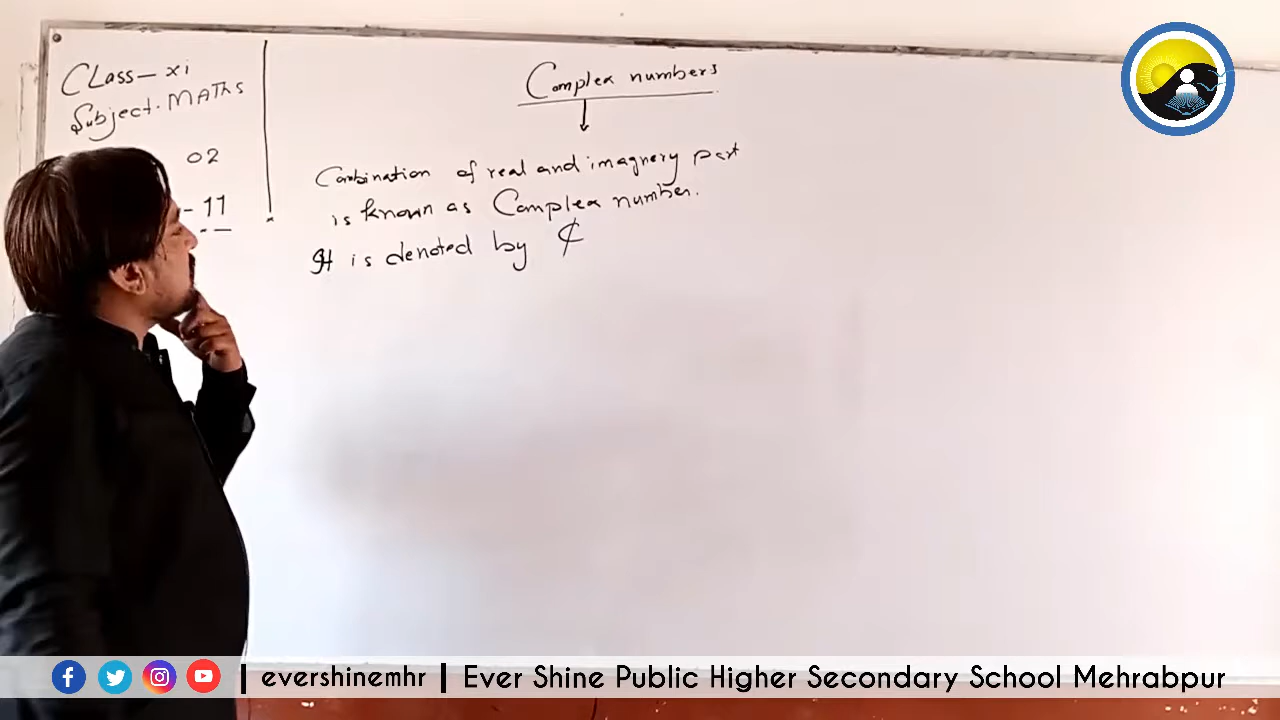 CLass - xi
Subject. MATHs
02
- 11
Complex numbers
Combination of real and imagnery part
is known as Complex number.
It is denoted by ₵
| evershinemhr | Ever Shine Public Higher Secondary School Mehrabpur